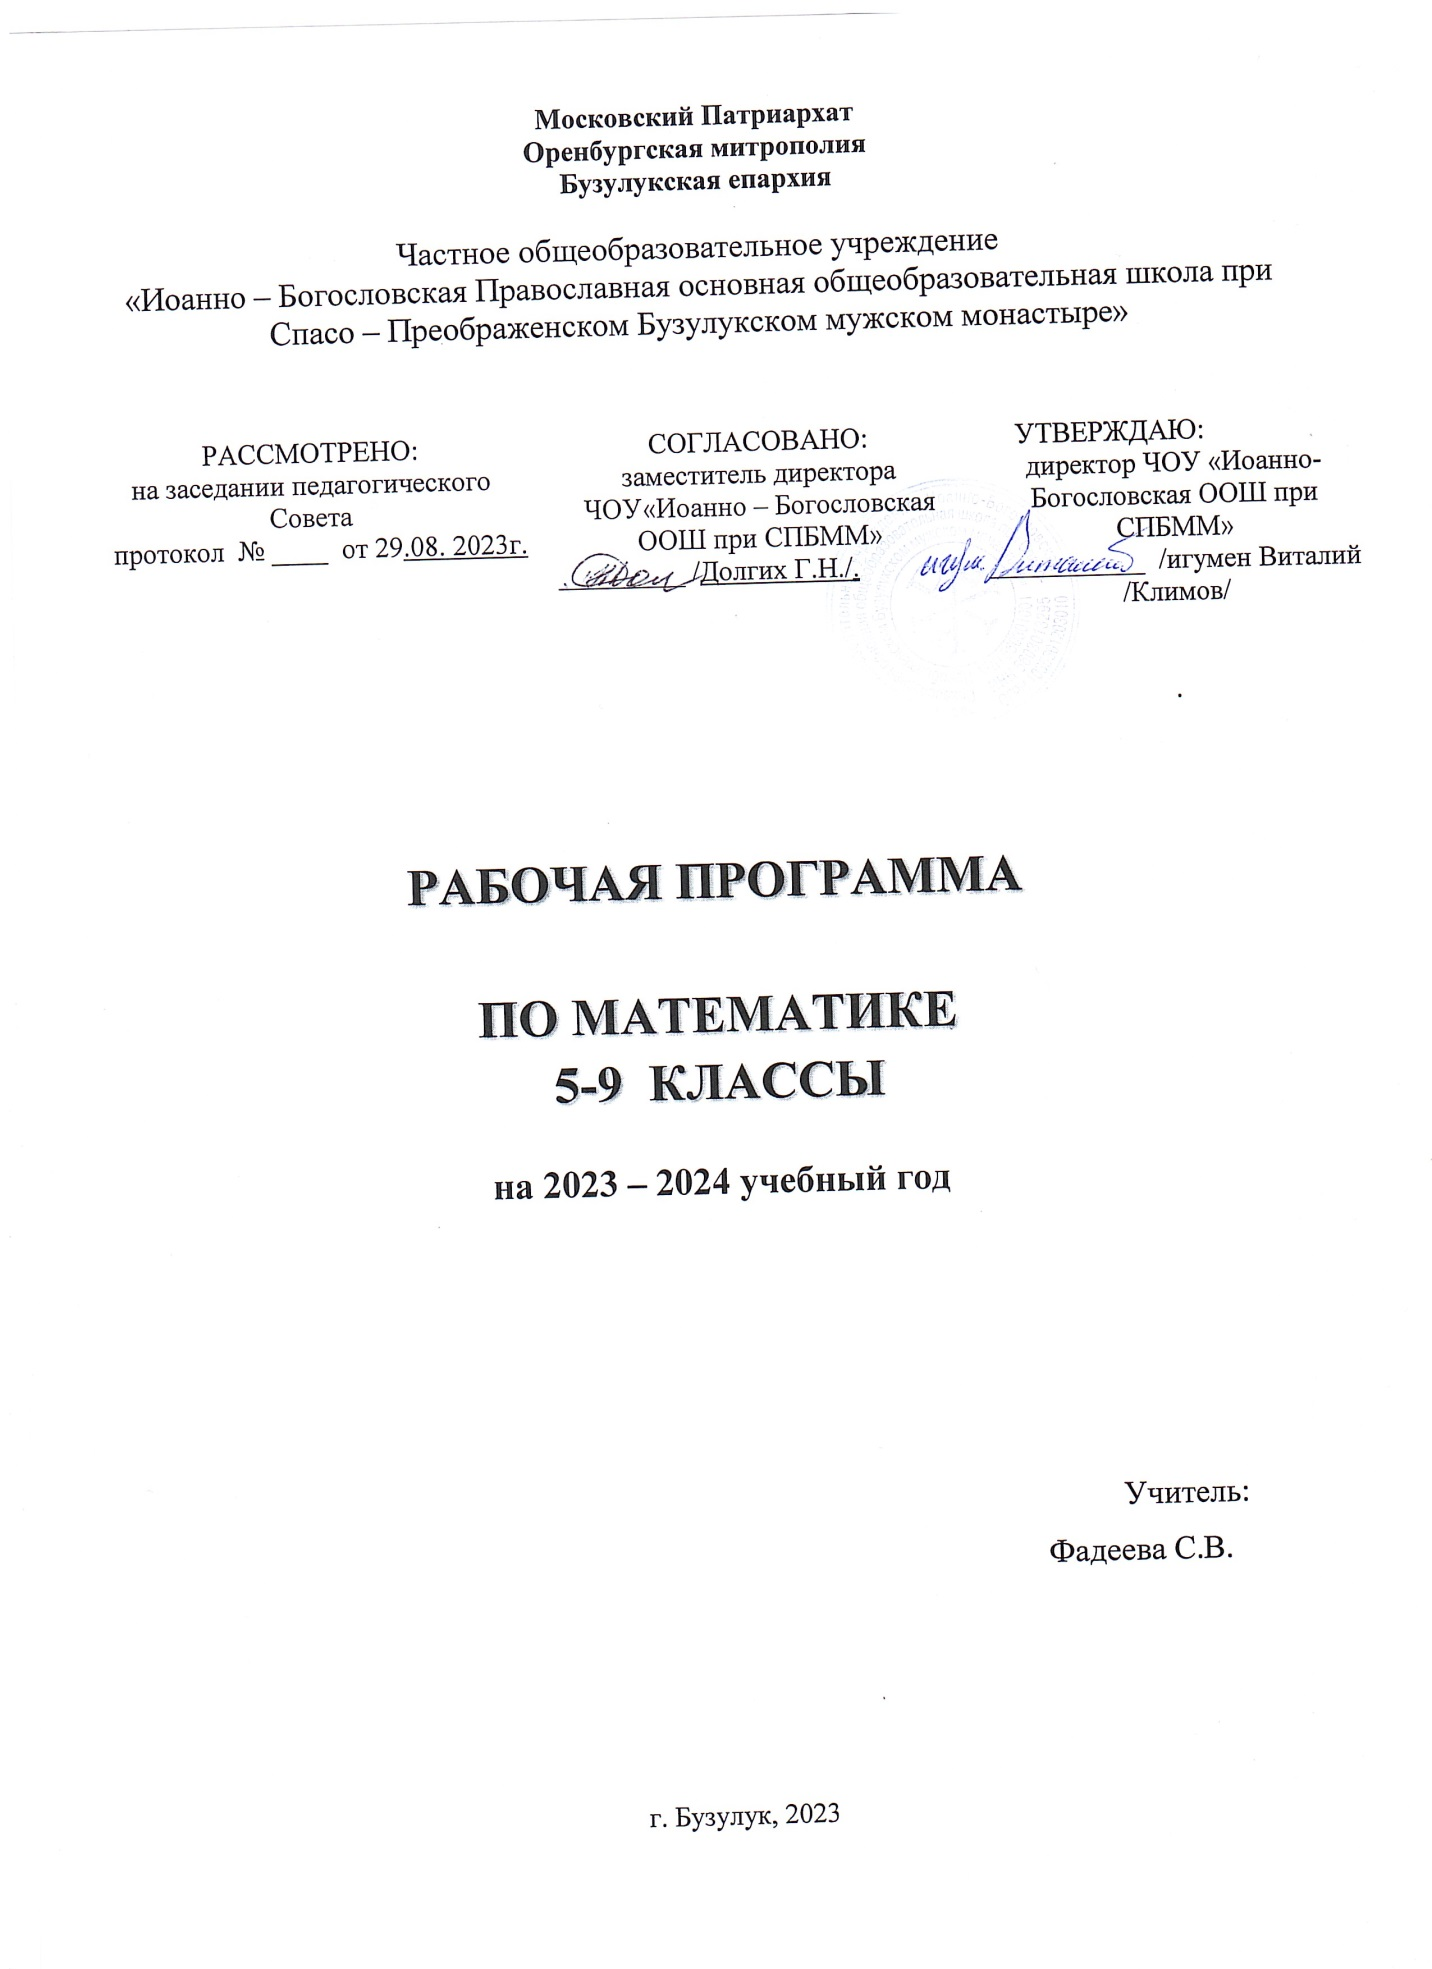 Московский Патриархат
Оренбургская митрополия
Бузулукская епархия
Частное общеобразовательное учреждение
«Иоанно – Богословская Православная основная общеобразовательная школа при
Спасо – Преображенском Бузулукском мужском монастыре»
РАССМОТРЕНО:
на заседании педагогического
Совета
протокол № ____ от 29.08. 2023г.
СОГЛАСОВАНО:
заместитель директора
ЧОУ«Иоанно – Богословская
ООШ при СПБММ»
/Долгих Г.Н./.
УТВЕРЖДАЮ:
директор ЧОУ «Иоанно-
Богословская ООШ при
СПБММ»
игум. Виталий /игумен Виталий
/Климов/
РАБОЧАЯ ПРОГРАММА
ПО МАТЕМАТИКЕ
5-9 КЛАССЫ
на 2023 – 2024 учебный год
Учитель:
Фадеева С.В.
г. Бузулук, 2023